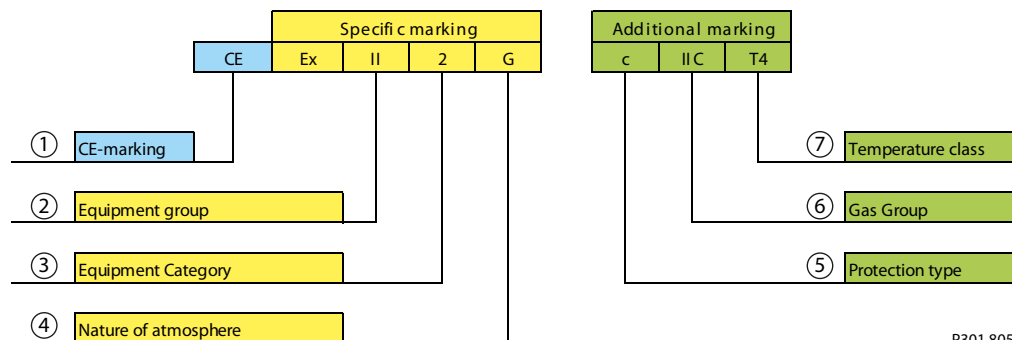 Specific marking
Additional marking
CE Ex II 2 G
c IIC T4
① CE-marking
⑦ Temperature class
② Equipment group
⑥ Gas Group
③ Equipment Category
⑤ Protection type
④ Nature of atmosphere